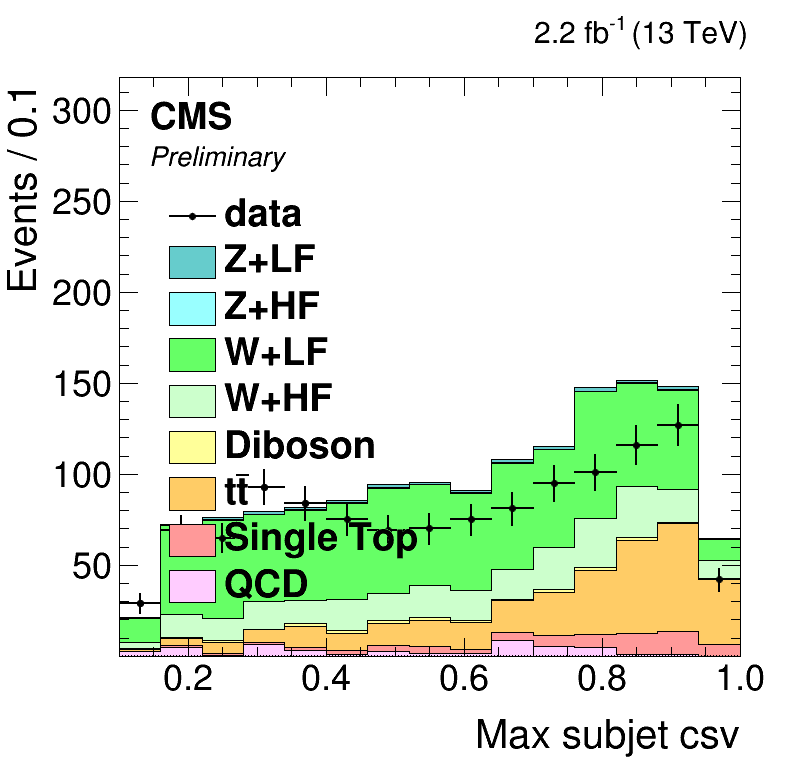 2.2 fb⁻¹ (13 TeV)
Events / 0.1
300
250
200
150
100
50
CMS
Preliminary
data
Z+LF
Z+HF
W+LF
W+HF
Diboson
tt̄
Single Top
QCD
0.2 0.4 0.6 0.8 1.0
Max subjet csv